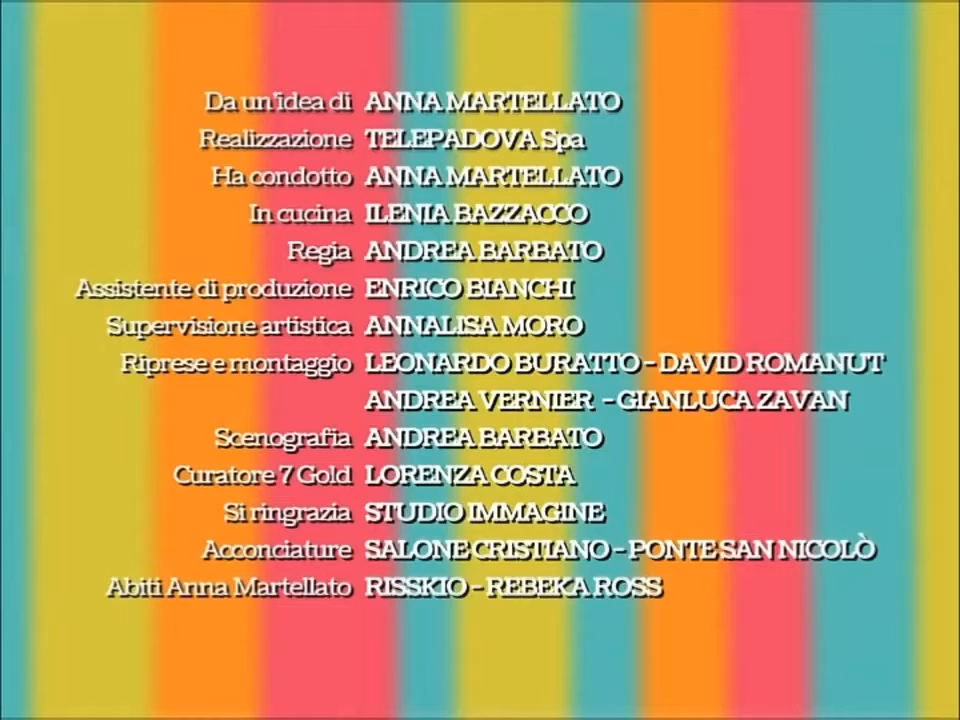 Da un'idea di ANNA MARTELLATO
Realizzazione TELEPADOVA Spa
Ha condotto ANNA MARTELLATO
In cucina ILENIA BAZZACCO
Regia ANDREA BARBATO
Assistente di produzione ENRICO BIANCHI
Supervisione artistica ANNALISA MORO
Riprese e montaggio LEONARDO BURATTO - DAVID ROMANUT
ANDREA VERNIER - GIANLUCA ZAVAN
Scenografia ANDREA BARBATO
Curatore 7 Gold LORENZA COSTA
Si ringrazia STUDIO IMMAGINE
Acconciature SALONE CRISTIANO - PONTE SAN NICOLÒ
Abiti Anna Martellato RISSKIO - REBEKA ROSS